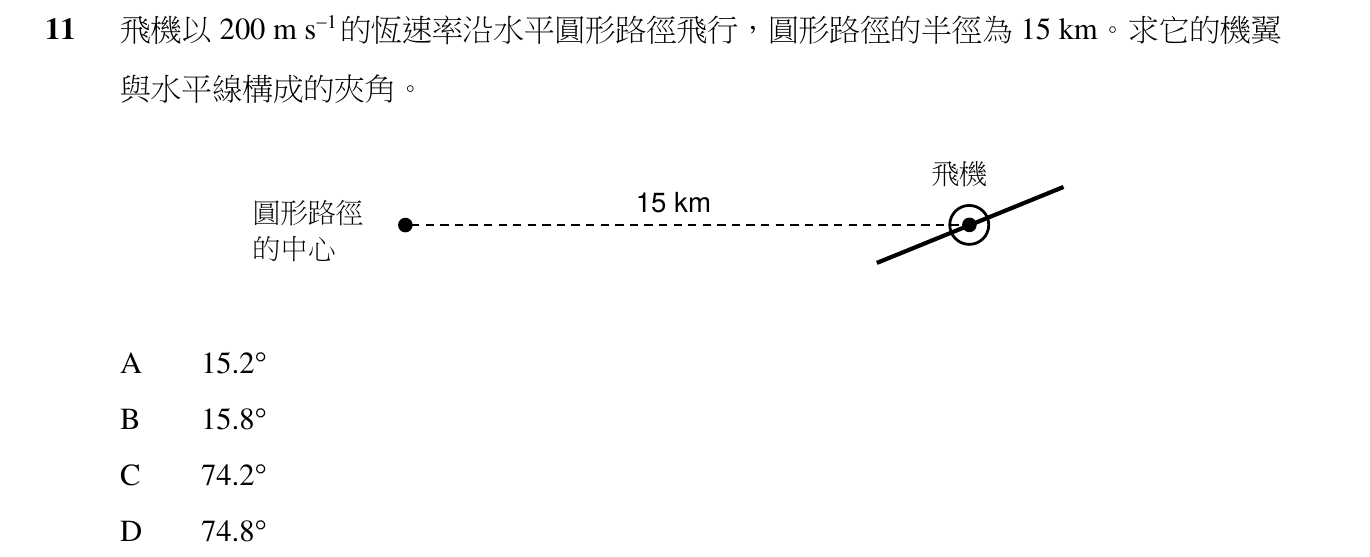 11 飛機以 200 m s⁻¹ 的恆速率沿水平圓形路徑飛行，圓形路徑的半徑為 15 km。求它的機翼
與水平線構成的夾角。
飛機
15 km
圓形路徑
的中心
A 15.2°
B 15.8°
C 74.2°
D 74.8°